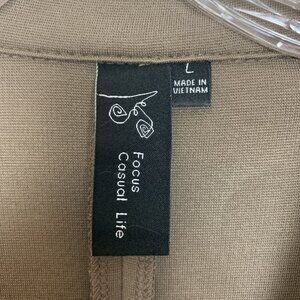 L
MADE IN
VIETNAM
Focus
Casual Life